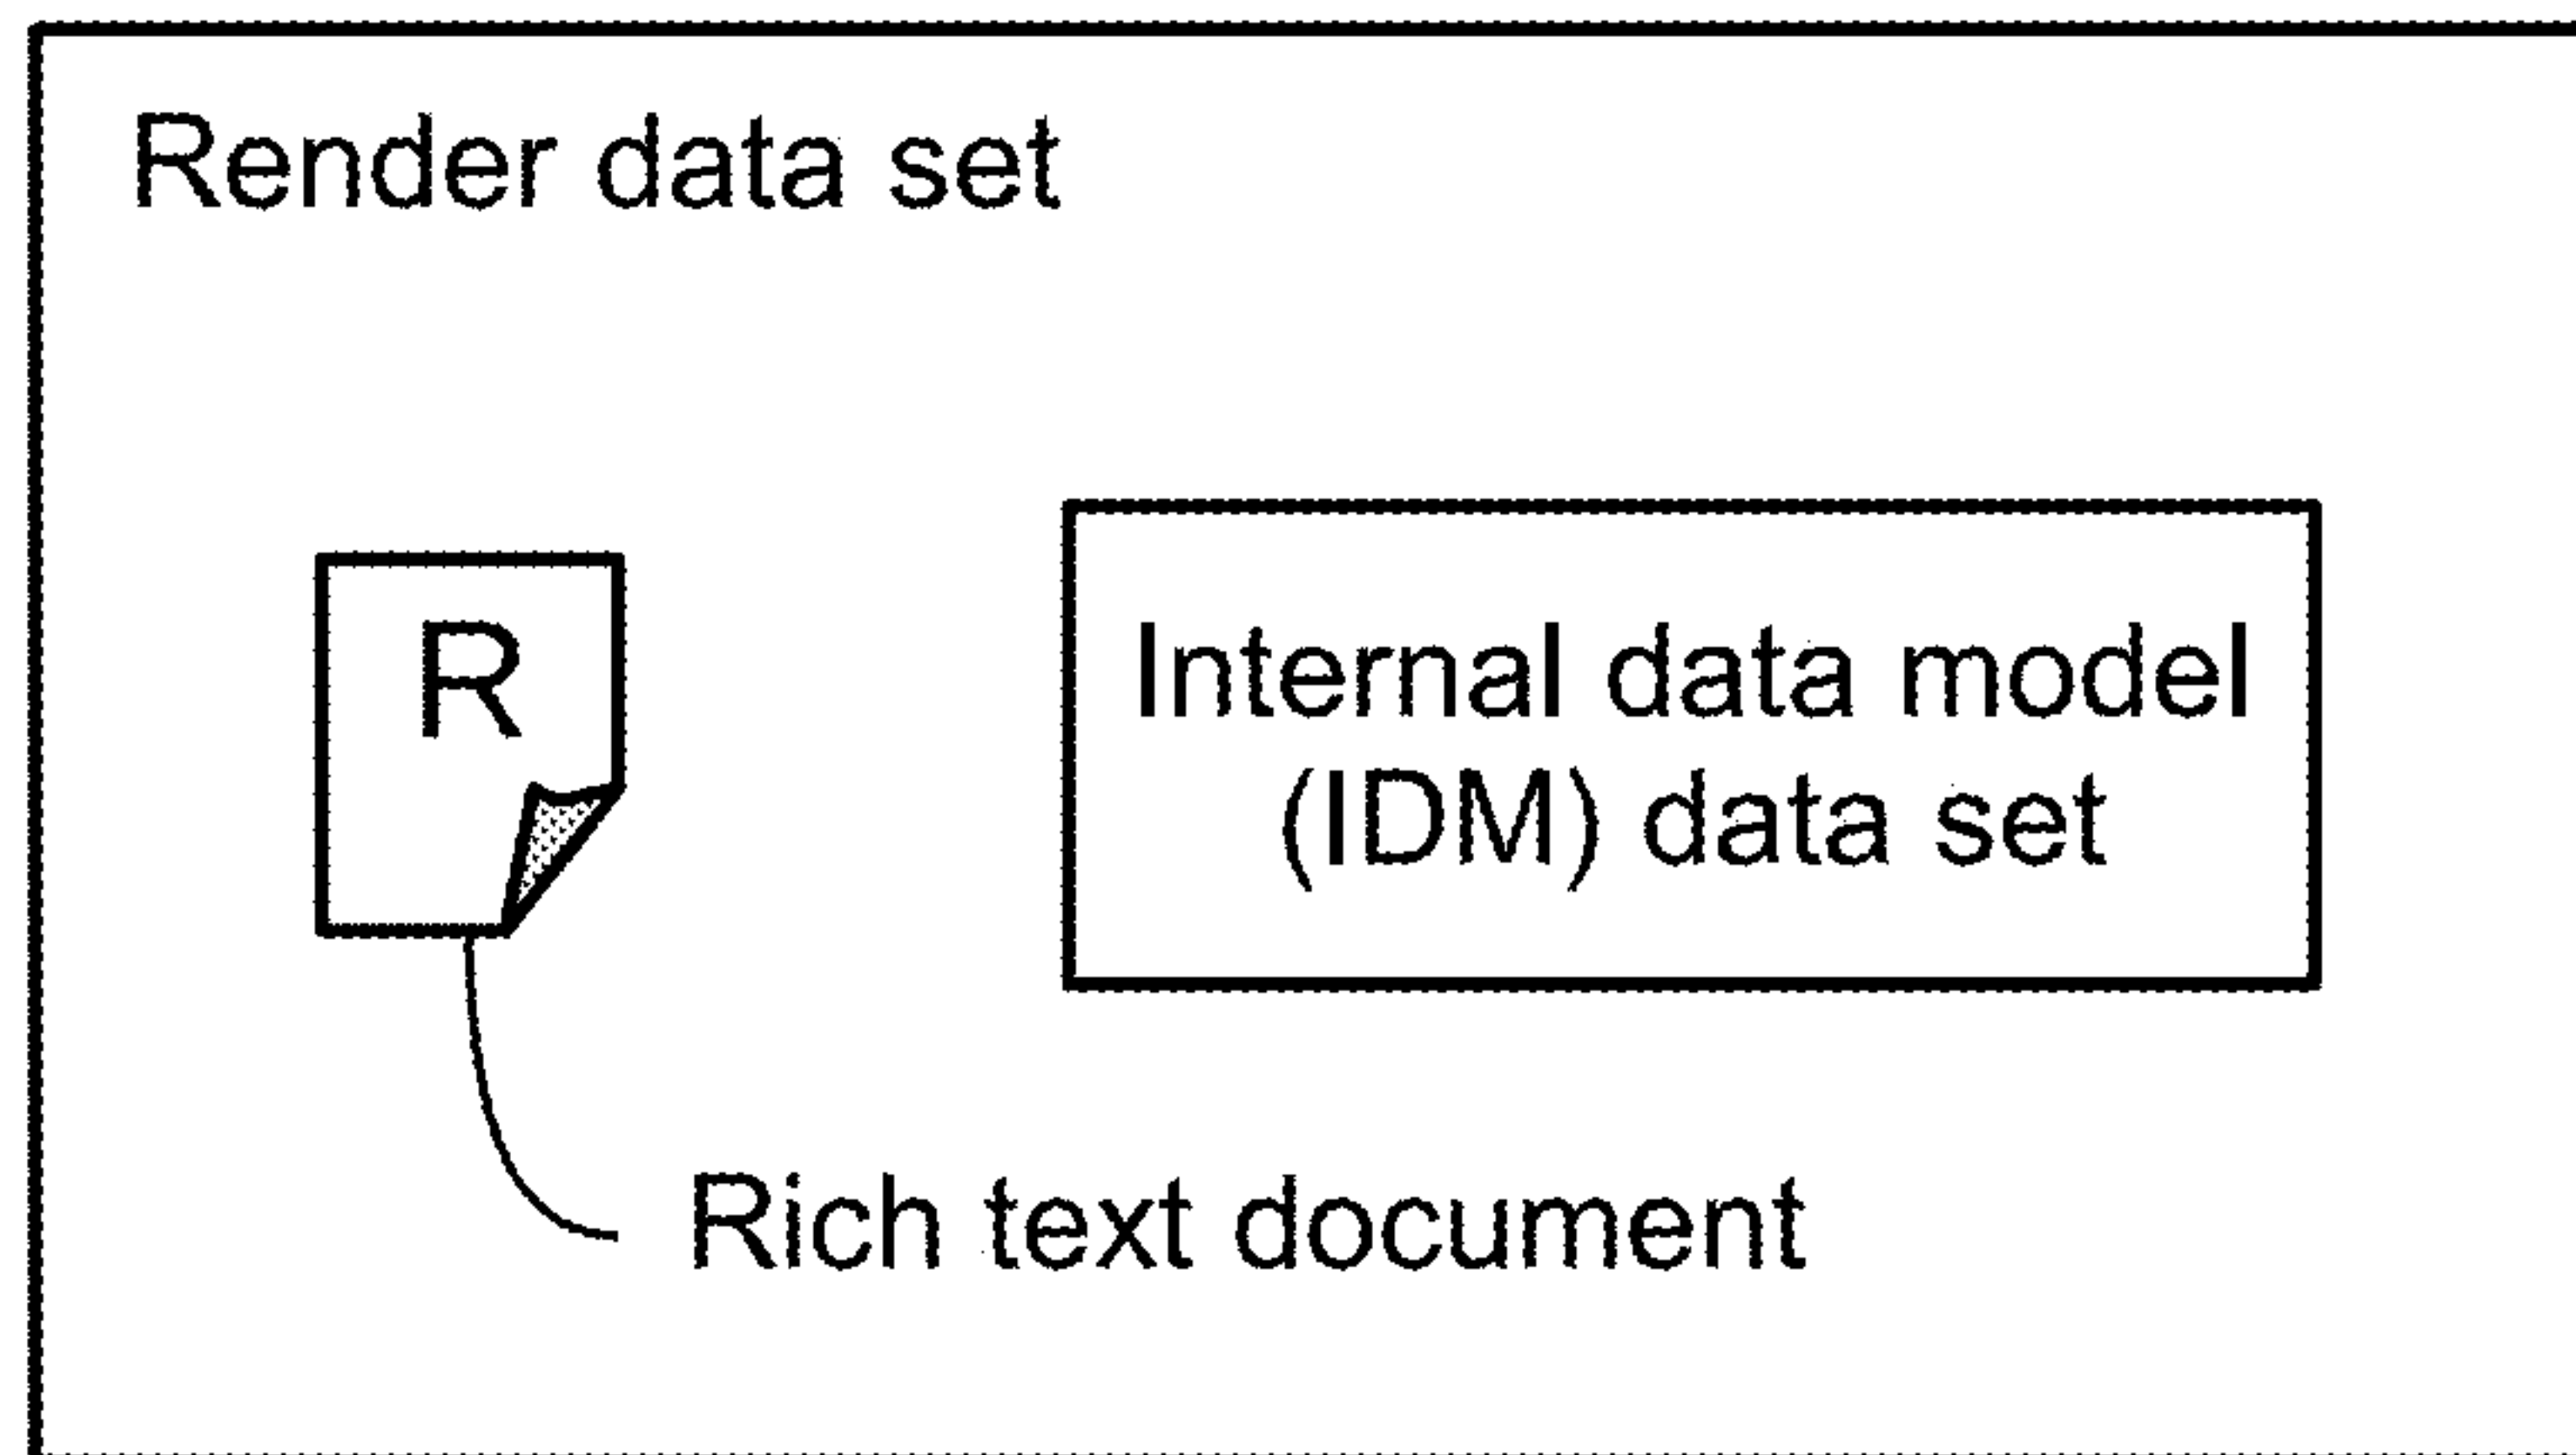 Render data set
R
Internal data model
(IDM) data set
Rich text document